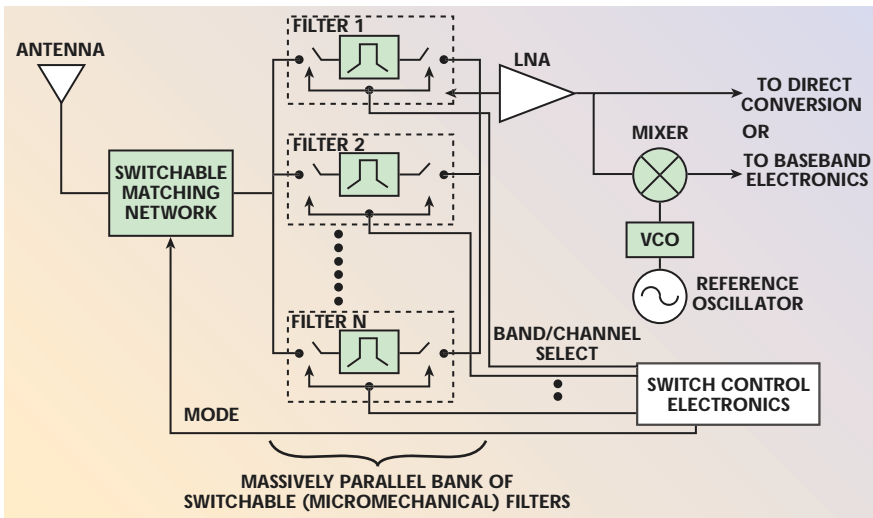 ANTENNA
SWITCHABLE
MATCHING
NETWORK
FILTER 1
FILTER 2
FILTER N
LNA
TO DIRECT
CONVERSION
OR
TO BASEBAND
ELECTRONICS
MIXER
VCO
REFERENCE
OSCILLATOR
BAND/CHANNEL
SELECT
SWITCH CONTROL
ELECTRONICS
MODE
MASSIVELY PARALLEL BANK OF
SWITCHABLE (MICROMECHANICAL) FILTERS